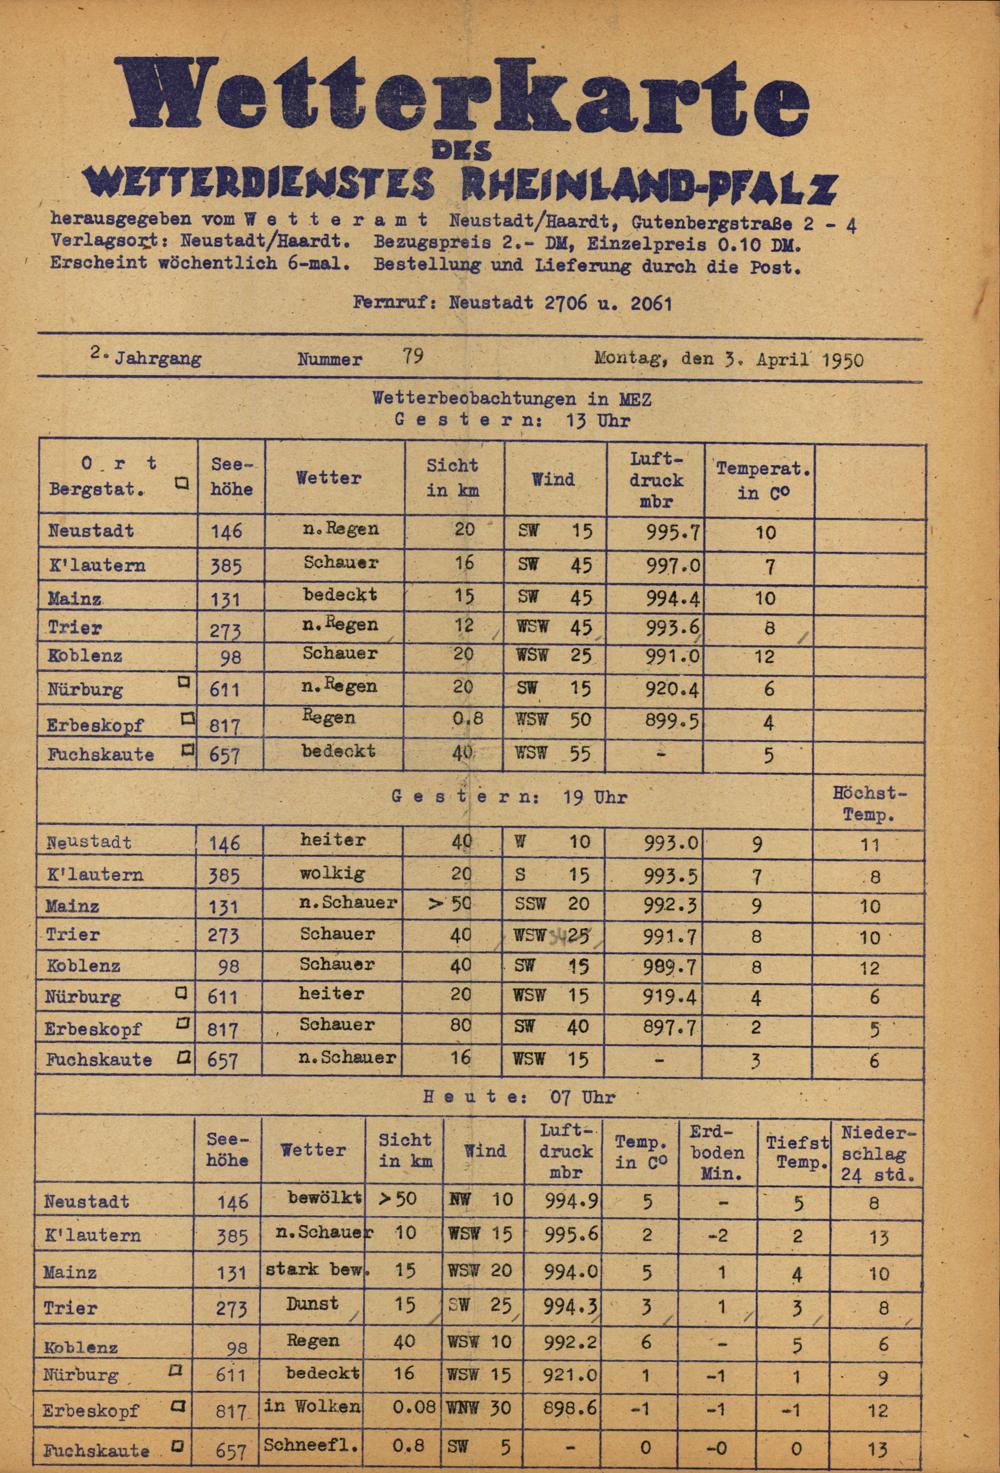 Wetterkarte
DES
WETTERDIENSTES RHEINLAND-PFALZ
herausgegeben vom W e t t e r a m t Neustadt/Haardt, Gutenbergstraße 2 - 4
Verlagsort: Neustadt/Haardt. Bezugspreis 2.- DM, Einzelpreis 0.10 DM.
Erscheint wöchentlich 6-mal. Bestellung und Lieferung durch die Post.
Fernruf: Neustadt 2706 u. 2061
2. Jahrgang Nummer 79 Montag, den 3. April 1950
Wetterbeobachtungen in MEZ
G e s t e r n: 13 Uhr
O r t See- Wetter Sicht Wind Luft- Temperat.
Bergstat. höhe in km druck in C°
mbr
Neustadt 146 n.Regen 20 SW 15 995.7 10
K'lautern 385 Schauer 16 SW 45 997.0 7
Mainz 131 bedeckt 15 SW 45 994.4 10
Trier 273 n.Regen 12 WSW 45 993.6 8
Koblenz 98 Schauer 20 WSW 25 991.0 12
Nürburg 611 n.Regen 20 SW 15 920.4 6
Erbeskopf 817 Regen 0.8 WSW 50 899.5 4
Fuchskaute 657 bedeckt 40 WSW 55 - 5
G e s t e r n: 19 Uhr Höchst-
Temp.
Neustadt 146 heiter 40 W 10 993.0 9 11
K'lautern 385 wolkig 20 S 15 993.5 7 8
Mainz 131 n.Schauer > 50 SSW 20 992.3 9 10
Trier 273 Schauer 40 WSW 25 991.7 8 10
Koblenz 98 Schauer 40 SW 15 989.7 8 12
Nürburg 611 heiter 20 WSW 15 919.4 4 6
Erbeskopf 817 Schauer 80 SW 40 897.7 2 5
Fuchskaute 657 n.Schauer 16 WSW 15 - 3 6
H e u t e: 07 Uhr
See- Wetter Sicht Wind Luft- Temp. Erd- Tiefst Nieder-
höhe in km druck in C° boden Temp. schlag
mbr Min. 24 std.
Neustadt 146 bewölkt >50 NW 10 994.9 5 - 5 8
K'lautern 385 n.Schauer 10 WSW 15 995.6 2 -2 2 13
Mainz 131 stark bew. 15 WSW 20 994.0 5 1 4 10
Trier 273 Dunst 15 SW 25 994.3 3 1 3 8
Koblenz 98 Regen 40 WSW 10 992.2 6 - 5 6
Nürburg 611 bedeckt 16 WSW 15 921.0 1 -1 1 9
Erbeskopf 817 in Wolken 0.08 WNW 30 898.6 -1 -1 -1 12
Fuchskaute 657 Schneefl. 0.8 SW 5 - 0 -0 0 13